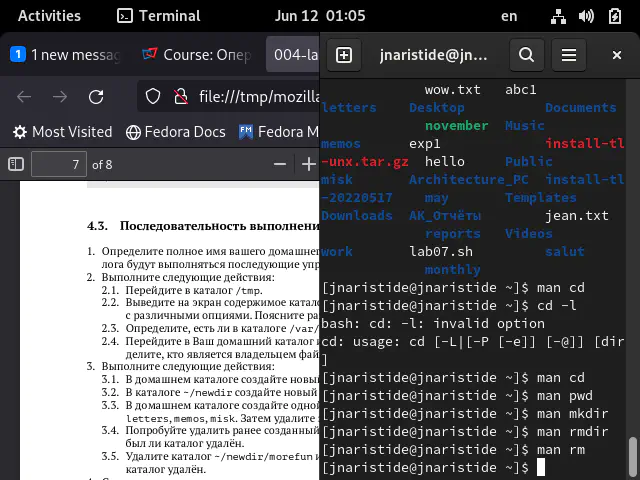 Activities Terminal Jun 12 01:05 en
1 new messag Course: Опер 004-la
file:///tmp/mozilla
Most Visited Fedora Docs Fedora M
7 of 8
4.3. Последовательность выполнени
1. Определите полное имя вашего домашнег
лога будут выполняться последующие упр
2. Выполните следующие действия:
2.1. Перейдите в каталог /tmp.
2.2. Выведите на экран содержимое катало
с различными опциями. Поясните ра
2.3. Определите, есть ли в каталоге /var/
2.4. Перейдите в Ваш домашний каталог и
делите, кто является владельцем фай
3. Выполните следующие действия:
3.1. В домашнем каталоге создайте новы
3.2. В каталоге ~/newdir создайте новый
3.3. В домашнем каталоге создайте одной
letters, memos, misk. Затем удалите
3.4. Попробуйте удалить ранее созданный
был ли каталог удалён.
3.5. Удалите каталог ~/newdir/morefun и
каталог удалён.
jnaristide@jn...
wow.txt abc1
letters Desktop Documents
november Music
memos exp1 install-tl
-unx.tar.gz hello Public
misk Architecture_PC install-tl
-20220517 may Templates
Downloads АК_Отчёты jean.txt
reports Videos
work lab07.sh salut
monthly
[jnaristide@jnaristide ~]$ man cd
[jnaristide@jnaristide ~]$ cd -l
bash: cd: -l: invalid option
cd: usage: cd [-L|[-P [-e]] [-@]] [dir
]
[jnaristide@jnaristide ~]$ man cd
[jnaristide@jnaristide ~]$ man pwd
[jnaristide@jnaristide ~]$ man mkdir
[jnaristide@jnaristide ~]$ man rmdir
[jnaristide@jnaristide ~]$ man rm
[jnaristide@jnaristide ~]$